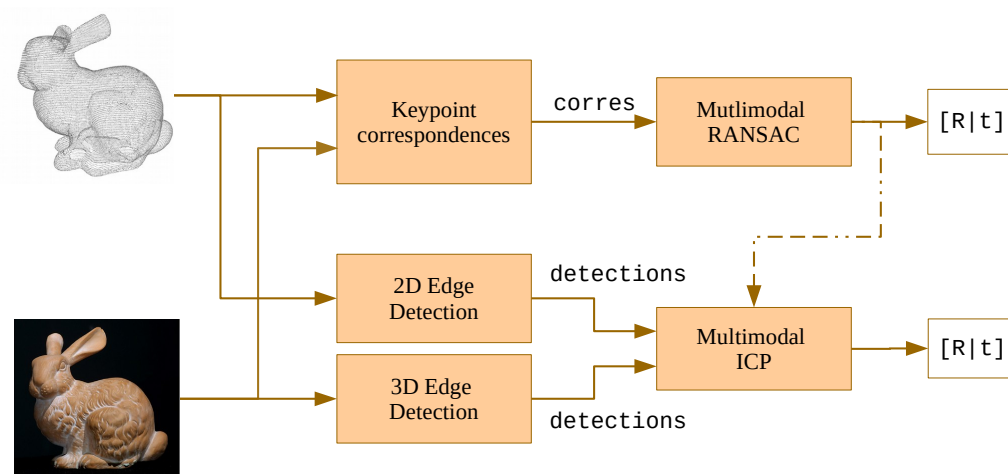 Keypoint
correspondences
corres
Mutlimodal
RANSAC
[R|t]
2D Edge
Detection
detections
3D Edge
Detection
detections
Multimodal
ICP
[R|t]